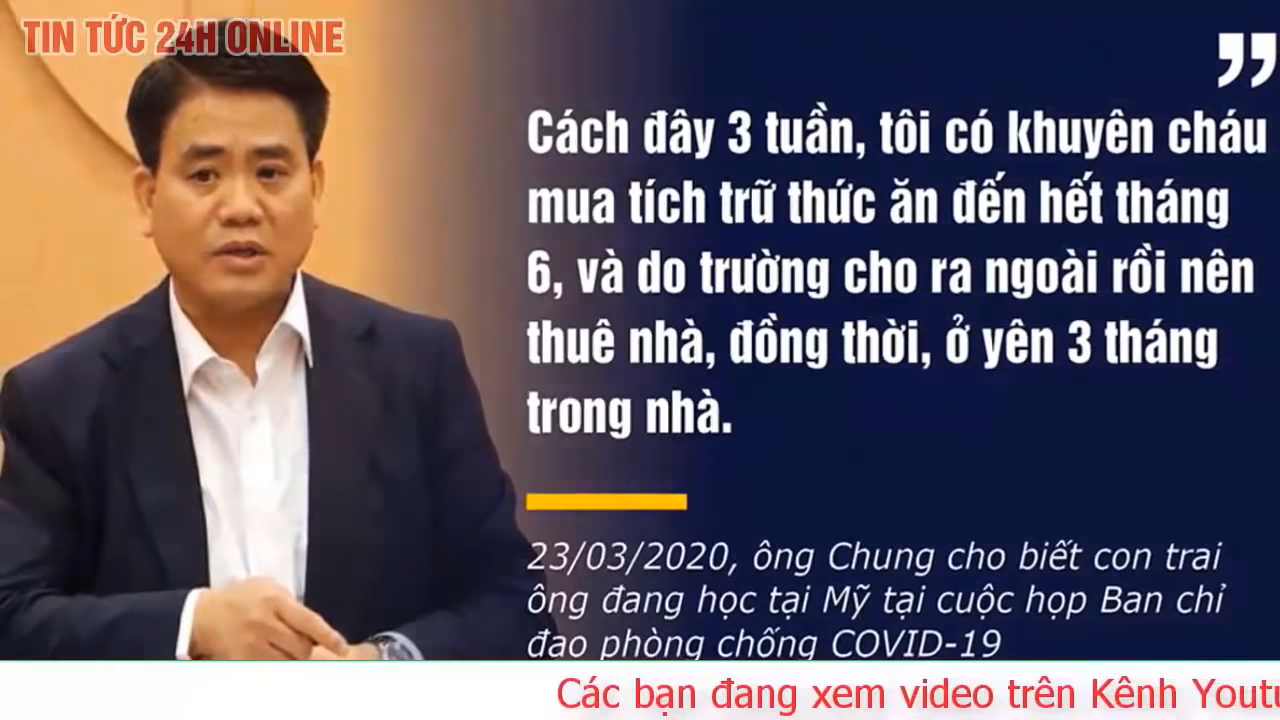 TIN TỨC 24H ONLINE
”
Cách đây 3 tuần, tôi có khuyên cháu
mua tích trữ thức ăn đến hết tháng
6, và do trường cho ra ngoài rồi nên
thuê nhà, đồng thời, ở yên 3 tháng
trong nhà.
23/03/2020, ông Chung cho biết con trai
ông đang học tại Mỹ tại cuộc họp Ban chỉ
đạo phòng chống COVID-19
Các bạn đang xem video trên Kênh Youtu